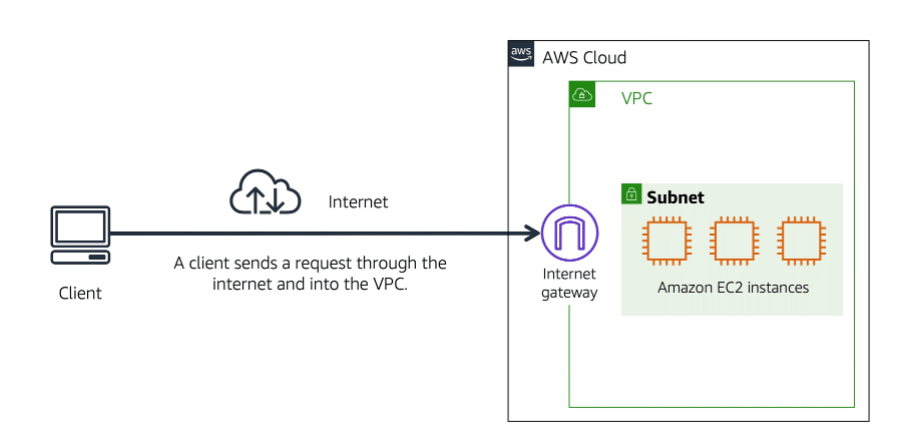 aws
AWS Cloud
VPC
Internet
Subnet
A client sends a request through the
internet and into the VPC.
Client
Internet
gateway
Amazon EC2 instances